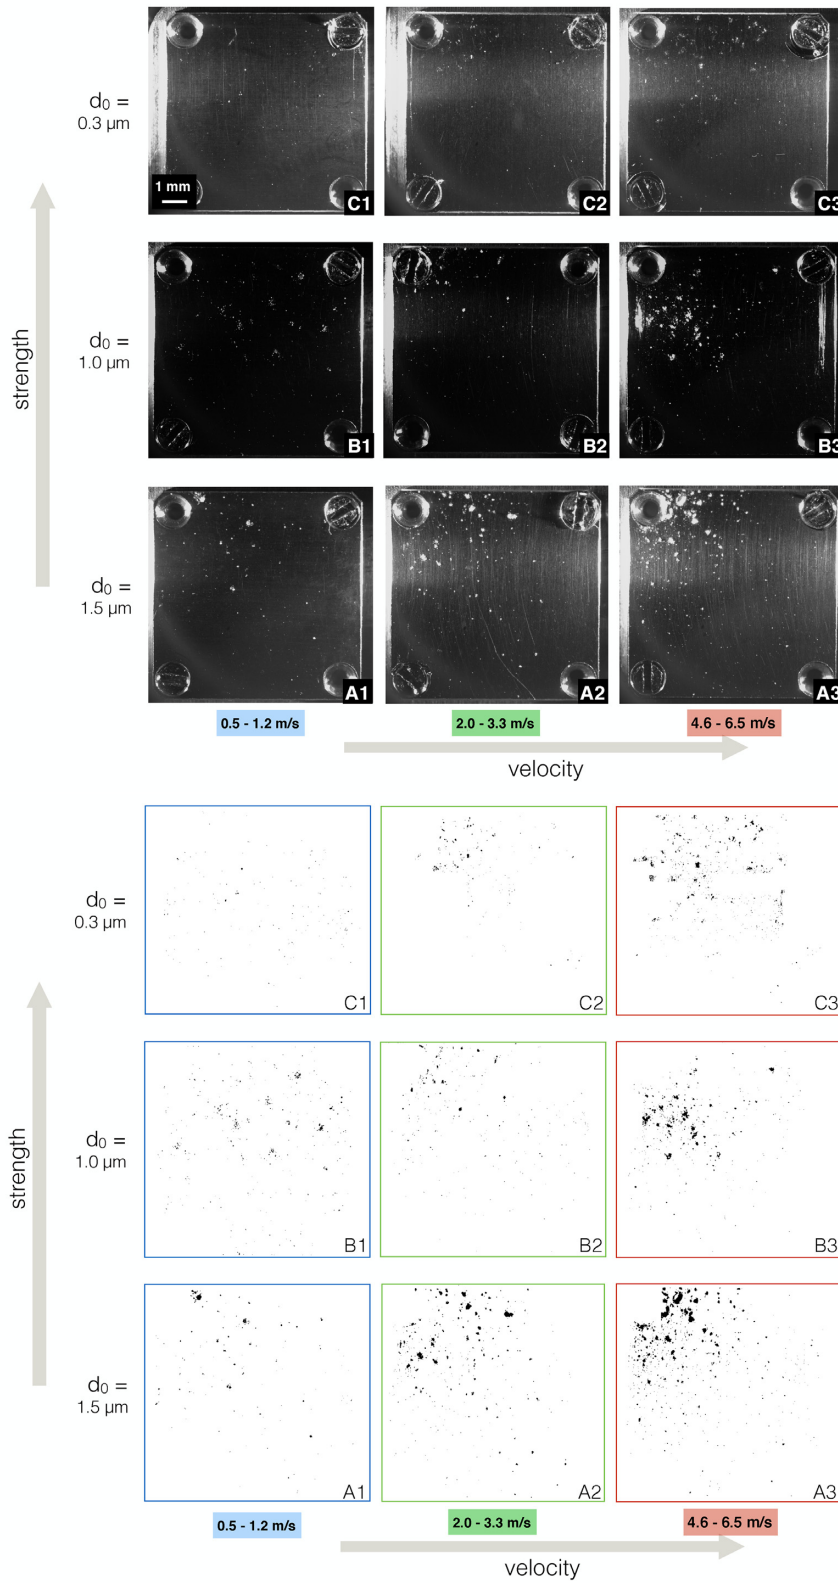 d₀ =
0.3 µm
1 mm
C1
C2
C3
strength
d₀ =
1.0 µm
B1
B2
B3
d₀ =
1.5 µm
A1
A2
A3
0.5 - 1.2 m/s
2.0 - 3.3 m/s
4.6 - 6.5 m/s
velocity
d₀ =
0.3 µm
C1
C2
C3
strength
d₀ =
1.0 µm
B1
B2
B3
d₀ =
1.5 µm
A1
A2
A3
0.5 - 1.2 m/s
2.0 - 3.3 m/s
4.6 - 6.5 m/s
velocity